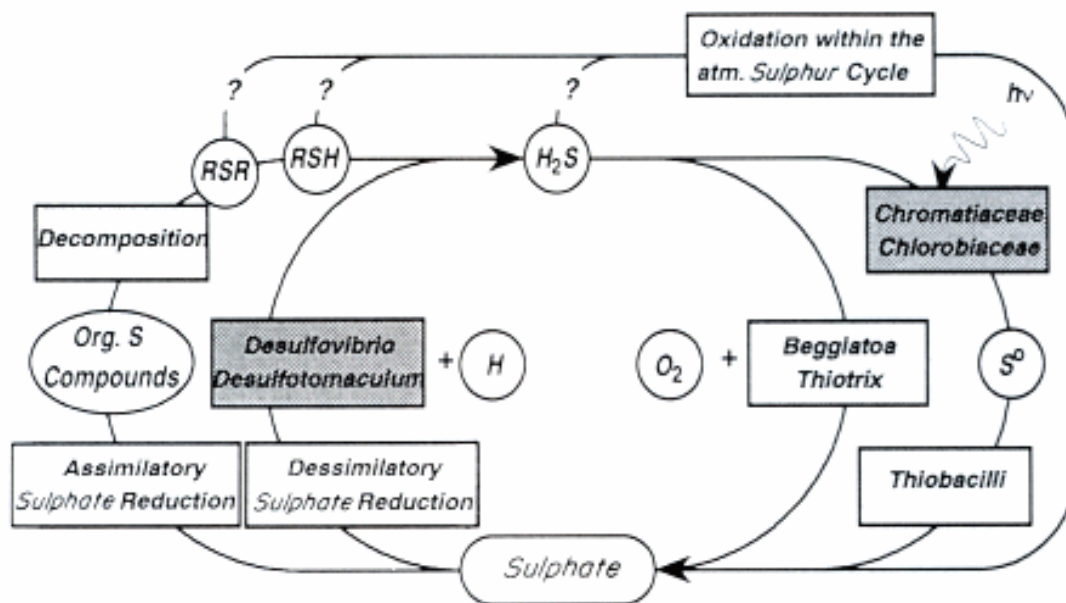 Oxidation within the
atm. Sulphur Cycle
hν
?
?
?
RSR
RSH
H₂S
Decomposition
Chromatiaceae
Chlorobiaceae
Org. S
Compounds
Desulfovibria
Desulfotomaculum
+
H
O₂
+
Beggiatoa
Thiotrix
S⁰
Assimilatory
Sulphate Reduction
Dessimilatory
Sulphate Reduction
Thiobacilli
Sulphate